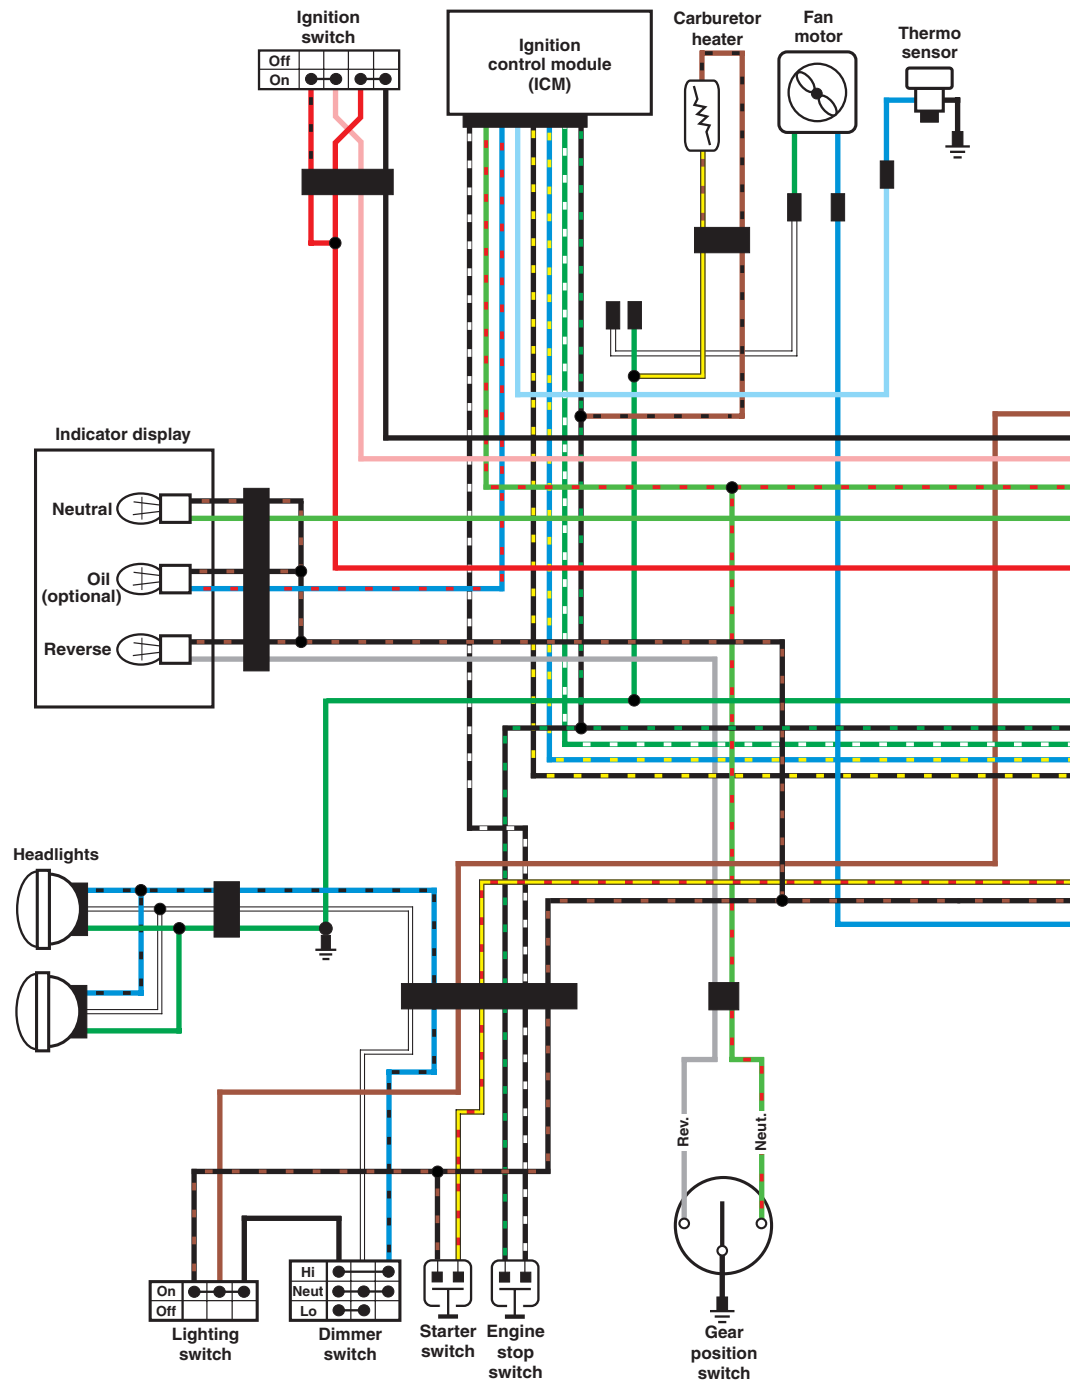 Ignition
switch
Off
On
Ignition
control module
(ICM)
Carburetor
heater
Fan
motor
Thermo
sensor
Indicator display
Neutral
Oil
(optional)
Reverse
Headlights
Rev.
Neut.
On
Off
Lighting
switch
Hi
Neut
Lo
Dimmer
switch
Starter
switch
Engine
stop
switch
Gear
position
switch